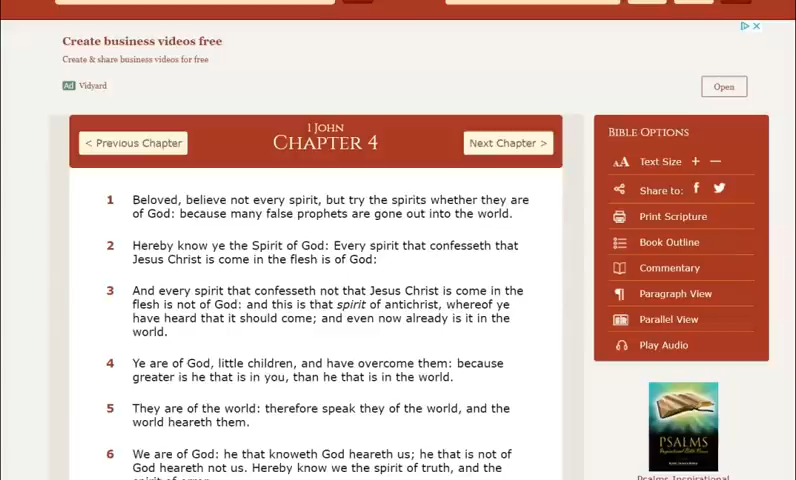 Create business videos free
Create & share business videos for free
Ad Vidyard
Open
< Previous Chapter
1 John
Chapter 4
Next Chapter >
1 Beloved, believe not every spirit, but try the spirits whether they are
of God: because many false prophets are gone out into the world.
2 Hereby know ye the Spirit of God: Every spirit that confesseth that
Jesus Christ is come in the flesh is of God:
3 And every spirit that confesseth not that Jesus Christ is come in the
flesh is not of God: and this is that spirit of antichrist, whereof ye
have heard that it should come; and even now already is it in the
world.
4 Ye are of God, little children, and have overcome them: because
greater is he that is in you, than he that is in the world.
5 They are of the world: therefore speak they of the world, and the
world heareth them.
6 We are of God: he that knoweth God heareth us; he that is not of
God heareth not us. Hereby know we the spirit of truth, and the
spirit of error.
Bible Options
AA Text Size + −
Share to:
Print Scripture
Book Outline
Commentary
Paragraph View
Parallel View
Play Audio
PSALMS
Psalms Inspirational